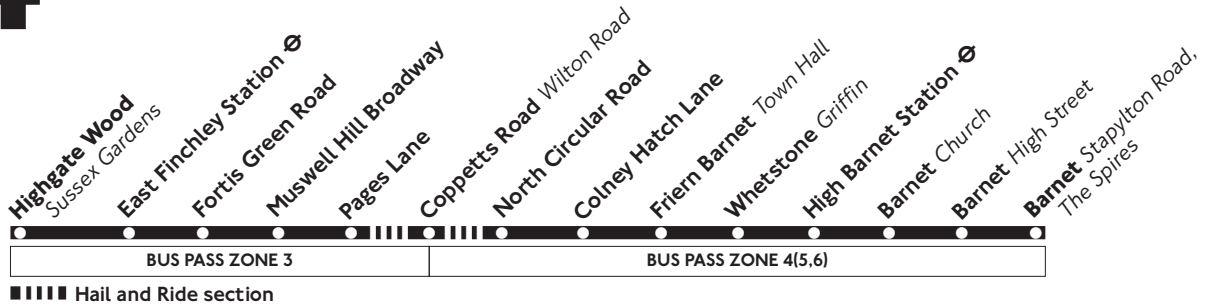 Highgate Wood
Sussex Gardens
East Finchley Station
Fortis Green Road
Muswell Hill Broadway
Pages Lane
Coppetts Road Wilton Road
North Circular Road
Colney Hatch Lane
Friern Barnet Town Hall
Whetstone Griffin
High Barnet Station
Barnet Church
Barnet High Street
Barnet Stapylton Road,
The Spires
BUS PASS ZONE 3
BUS PASS ZONE 4(5,6)
Hail and Ride section